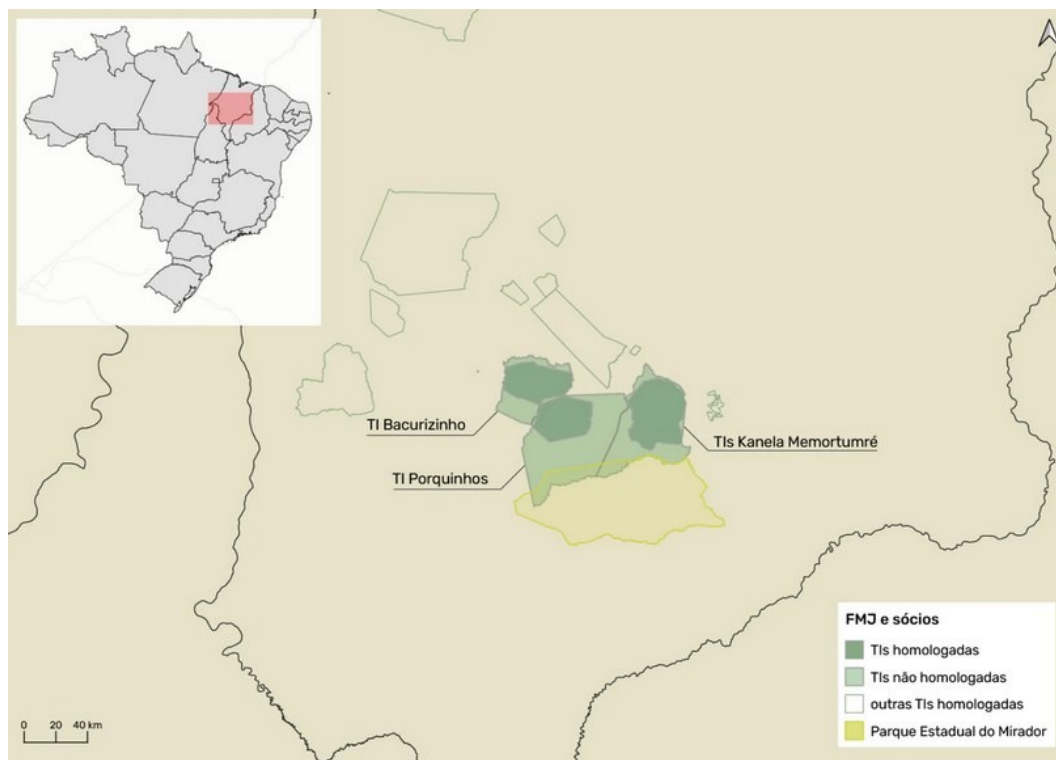 TI Bacurizinho
TI Porquinhos
TIs Kanela Memortumré
FMJ e sócios
TIs homologadas
TIs não homologadas
outras TIs homologadas
Parque Estadual do Mirador
0 20 40 km